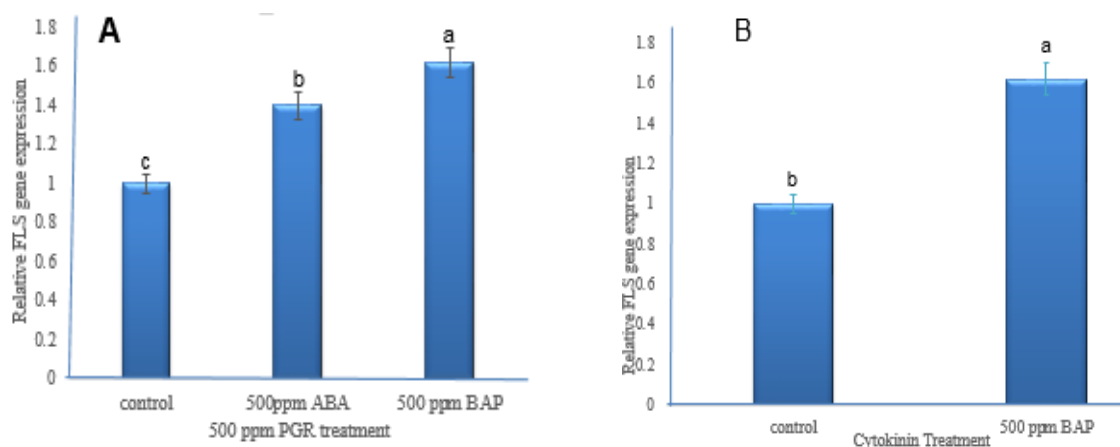 A
Relative FLS gene expression
1.8
1.6
1.4
1.2
1
0.8
0.6
0.4
0.2
0
c
b
a
control
500ppm ABA
500 ppm BAP
500 ppm PGR treatment
B
Relative FLS gene expression
1.8
1.6
1.4
1.2
1
0.8
0.6
0.4
0.2
0
b
a
control
500 ppm BAP
Cytokinin Treatment